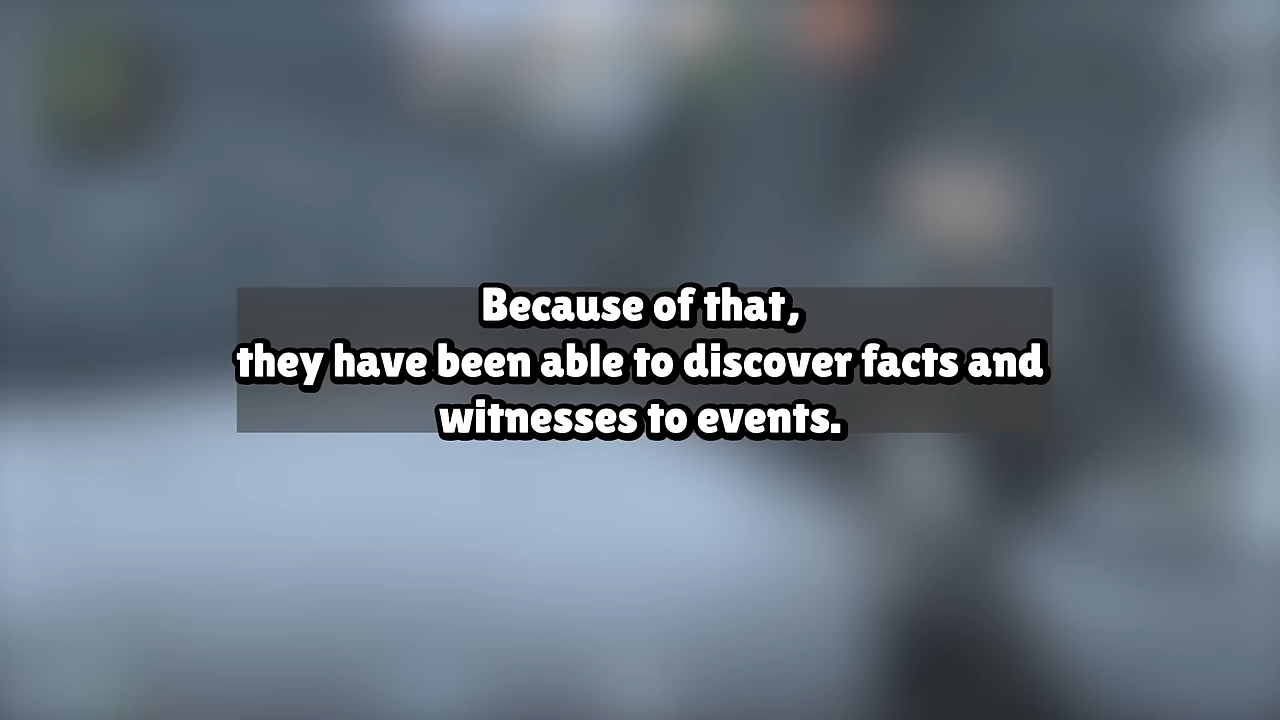 Because of that,
they have been able to discover facts and
witnesses to events.